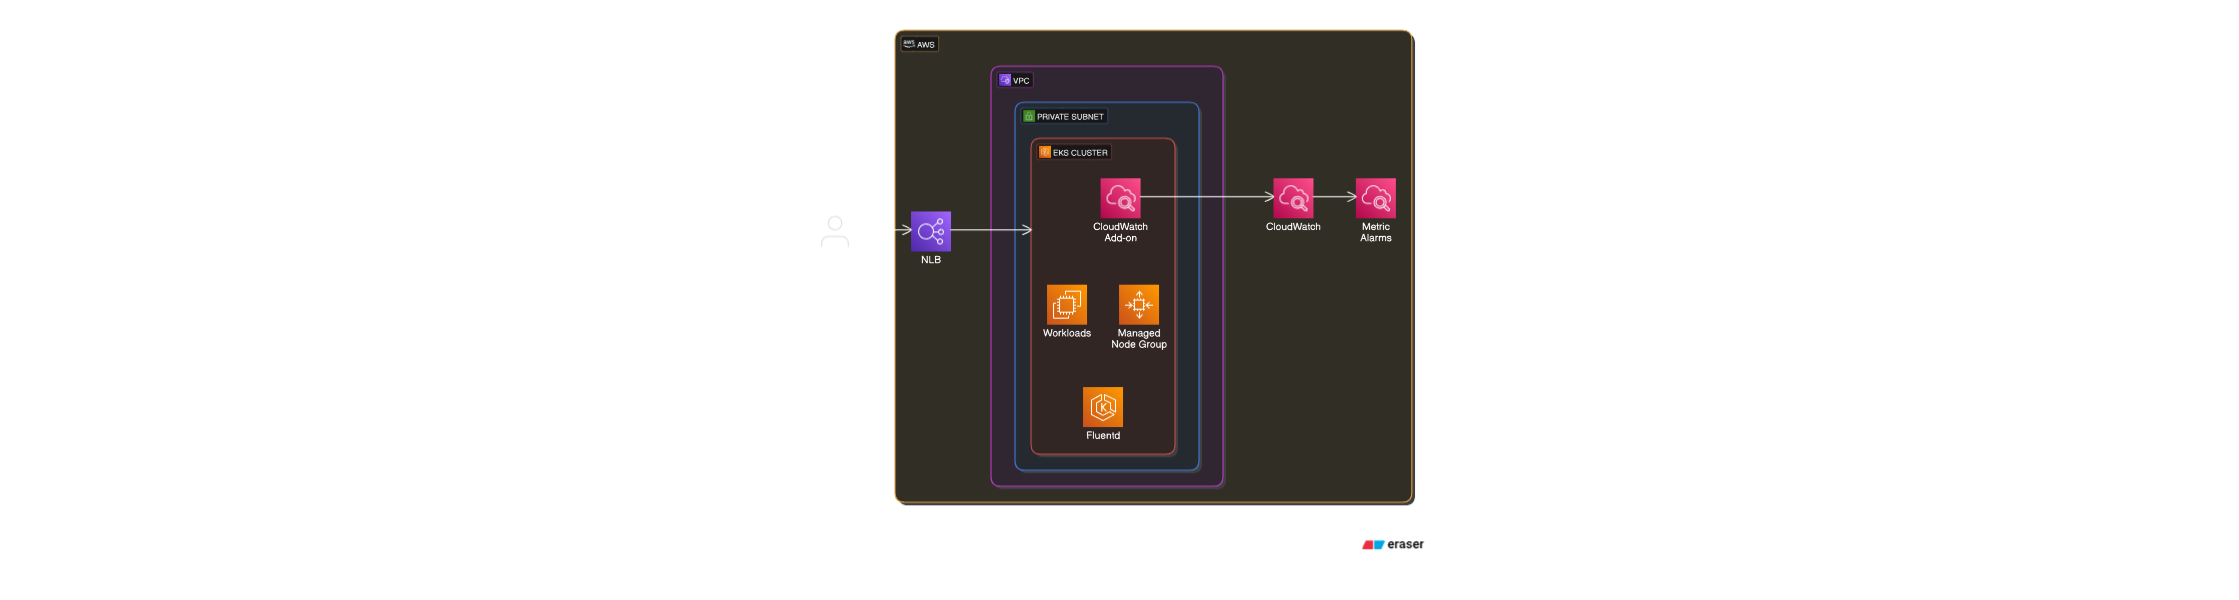 aws AWS
VPC
PRIVATE SUBNET
EKS CLUSTER
CloudWatch
Add-on
CloudWatch
Metric
Alarms
NLB
Workloads
Managed
Node Group
K
Fluentd
eraser